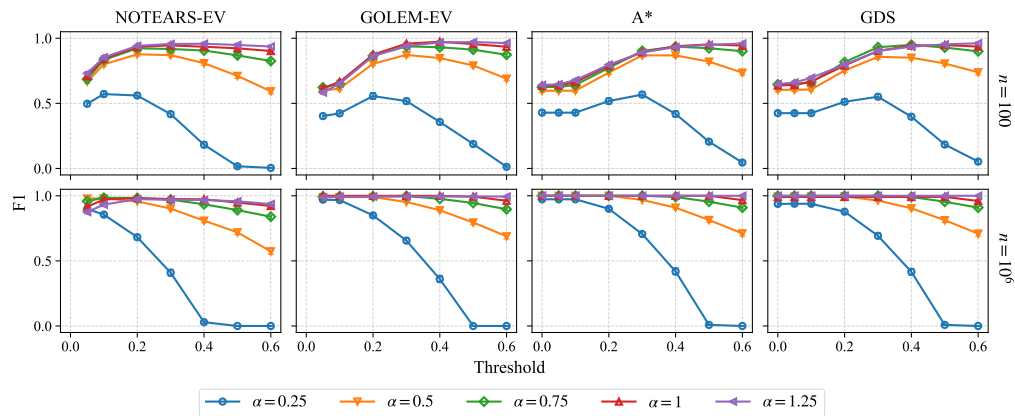 NOTEARS-EV GOLEM-EV A* GDS
1.0
0.5
0.0
n = 100
1.0
0.5
0.0
n = 10⁶
F1
0.0 0.2 0.4 0.6 0.0 0.2 0.4 0.6 0.0 0.2 0.4 0.6 0.0 0.2 0.4 0.6
Threshold
α = 0.25 α = 0.5 α = 0.75 α = 1 α = 1.25